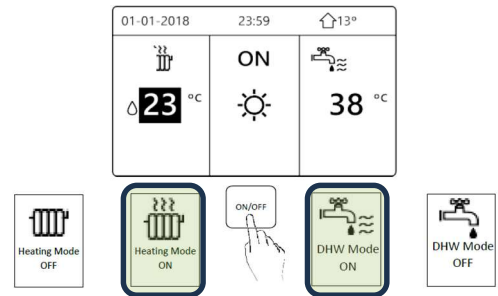 01-01-2018 23:59 13°
ON
23 °C
38 °C
Heating Mode
OFF
Heating Mode
ON
ON/OFF
DHW Mode
ON
DHW Mode
OFF